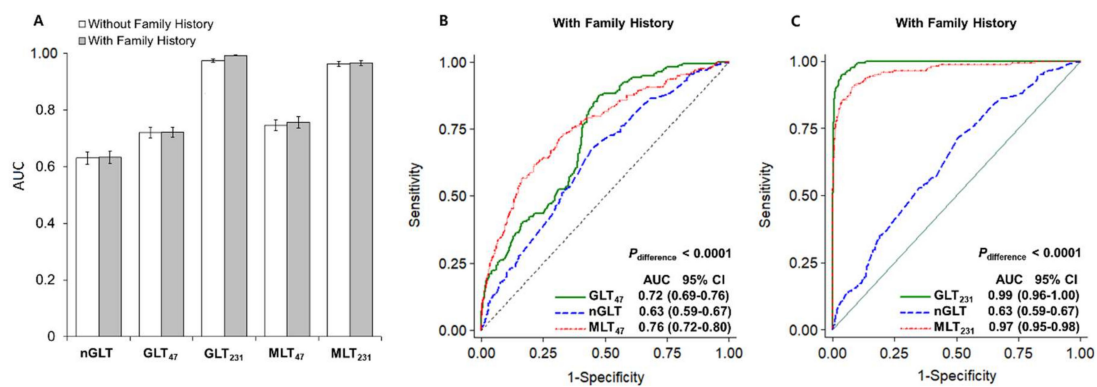 A
Without Family History
With Family History
1.00
0.8
0.6
0.4
0.2
0
AUC
nGLT GLT47 GLT231 MLT47 MLT231
B
With Family History
1.00
0.75
0.50
0.25
0.00
Sensitivity
Pdifference < 0.0001
AUC 95% CI
GLT47 0.72 (0.69-0.76)
nGLT 0.63 (0.59-0.67)
MLT47 0.76 (0.72-0.80)
0.00 0.25 0.50 0.75 1.00
1-Specificity
C
With Family History
1.00
0.75
0.50
0.25
0.00
Sensitivity
Pdifference < 0.0001
AUC 95% CI
GLT231 0.99 (0.96-1.00)
nGLT 0.63 (0.59-0.67)
MLT231 0.97 (0.95-0.98)
0.00 0.25 0.50 0.75 1.00
1-Specificity